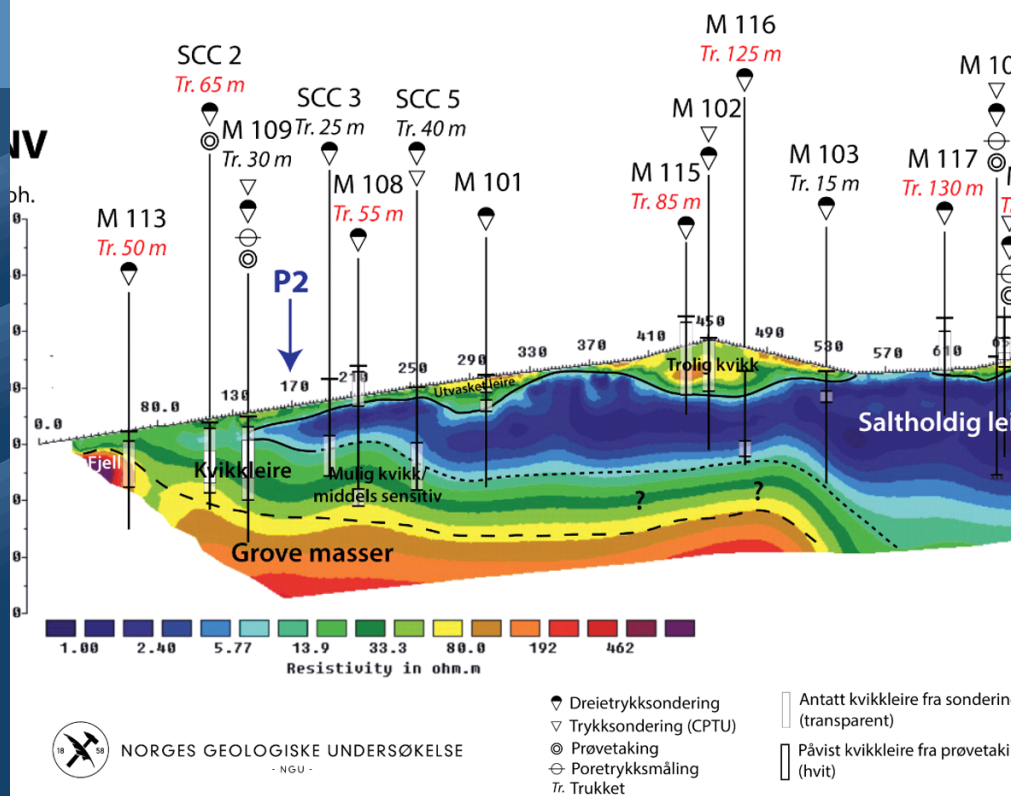 M 116
Tr. 125 m
SCC 2
Tr. 65 m
M 10
SCC 3
Tr. 25 m
SCC 5
Tr. 40 m
M 102
NV
M 109
Tr. 30 m
M 108
Tr. 55 m
M 101
M 115
Tr. 85 m
M 103
Tr. 15 m
M 117
Tr. 130 m
M 113
Tr. 50 m
P2
0.0
80.0
130
170
210
250
290
330
370
410
450
490
530
570
610
Utvasket leire
Trolig kvikk
Saltholdig lei
Fjell
Kvikkleire
Mulig kvikk/
middels sensitiv
?
?
Grove masser
1.00 2.40 5.77 13.9 33.3 80.0 192 462
Resistivity in ohm.m
18 58
NORGES GEOLOGISKE UNDERSØKELSE
- NGU -
Dreietrykksondering
Trykksondering (CPTU)
Prøvetaking
Poretrykksmåling
Tr. Trukket
Antatt kvikkleire fra sondering
(transparent)
Påvist kvikkleire fra prøvetaki
(hvit)